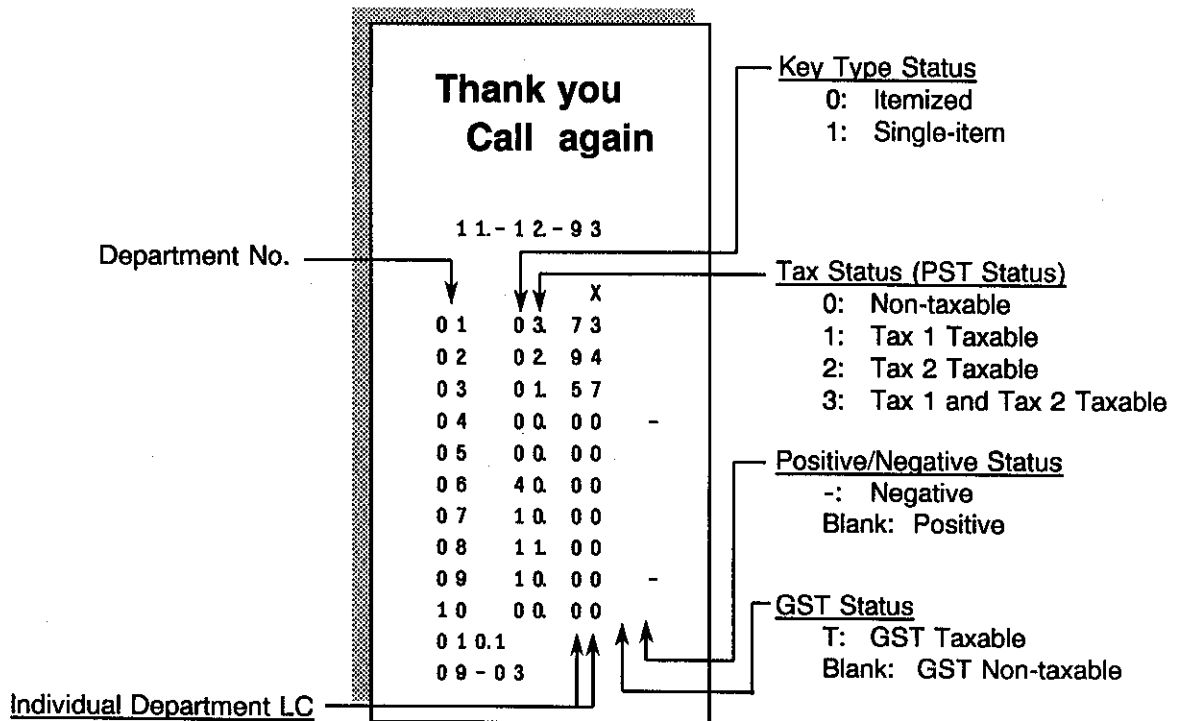 Thank you
Call again
11.-12.-93
X
01 03. 73
02 02. 94
03 01. 57
04 00. 00 -
05 00. 00
06 40. 00
07 10. 00
08 11. 00
09 10. 00 -
10 00. 00
010.1
09-03
Department No.
Individual Department LC
Key Type Status
0: Itemized
1: Single-item
Tax Status (PST Status)
0: Non-taxable
1: Tax 1 Taxable
2: Tax 2 Taxable
3: Tax 1 and Tax 2 Taxable
Positive/Negative Status
-: Negative
Blank: Positive
GST Status
T: GST Taxable
Blank: GST Non-taxable